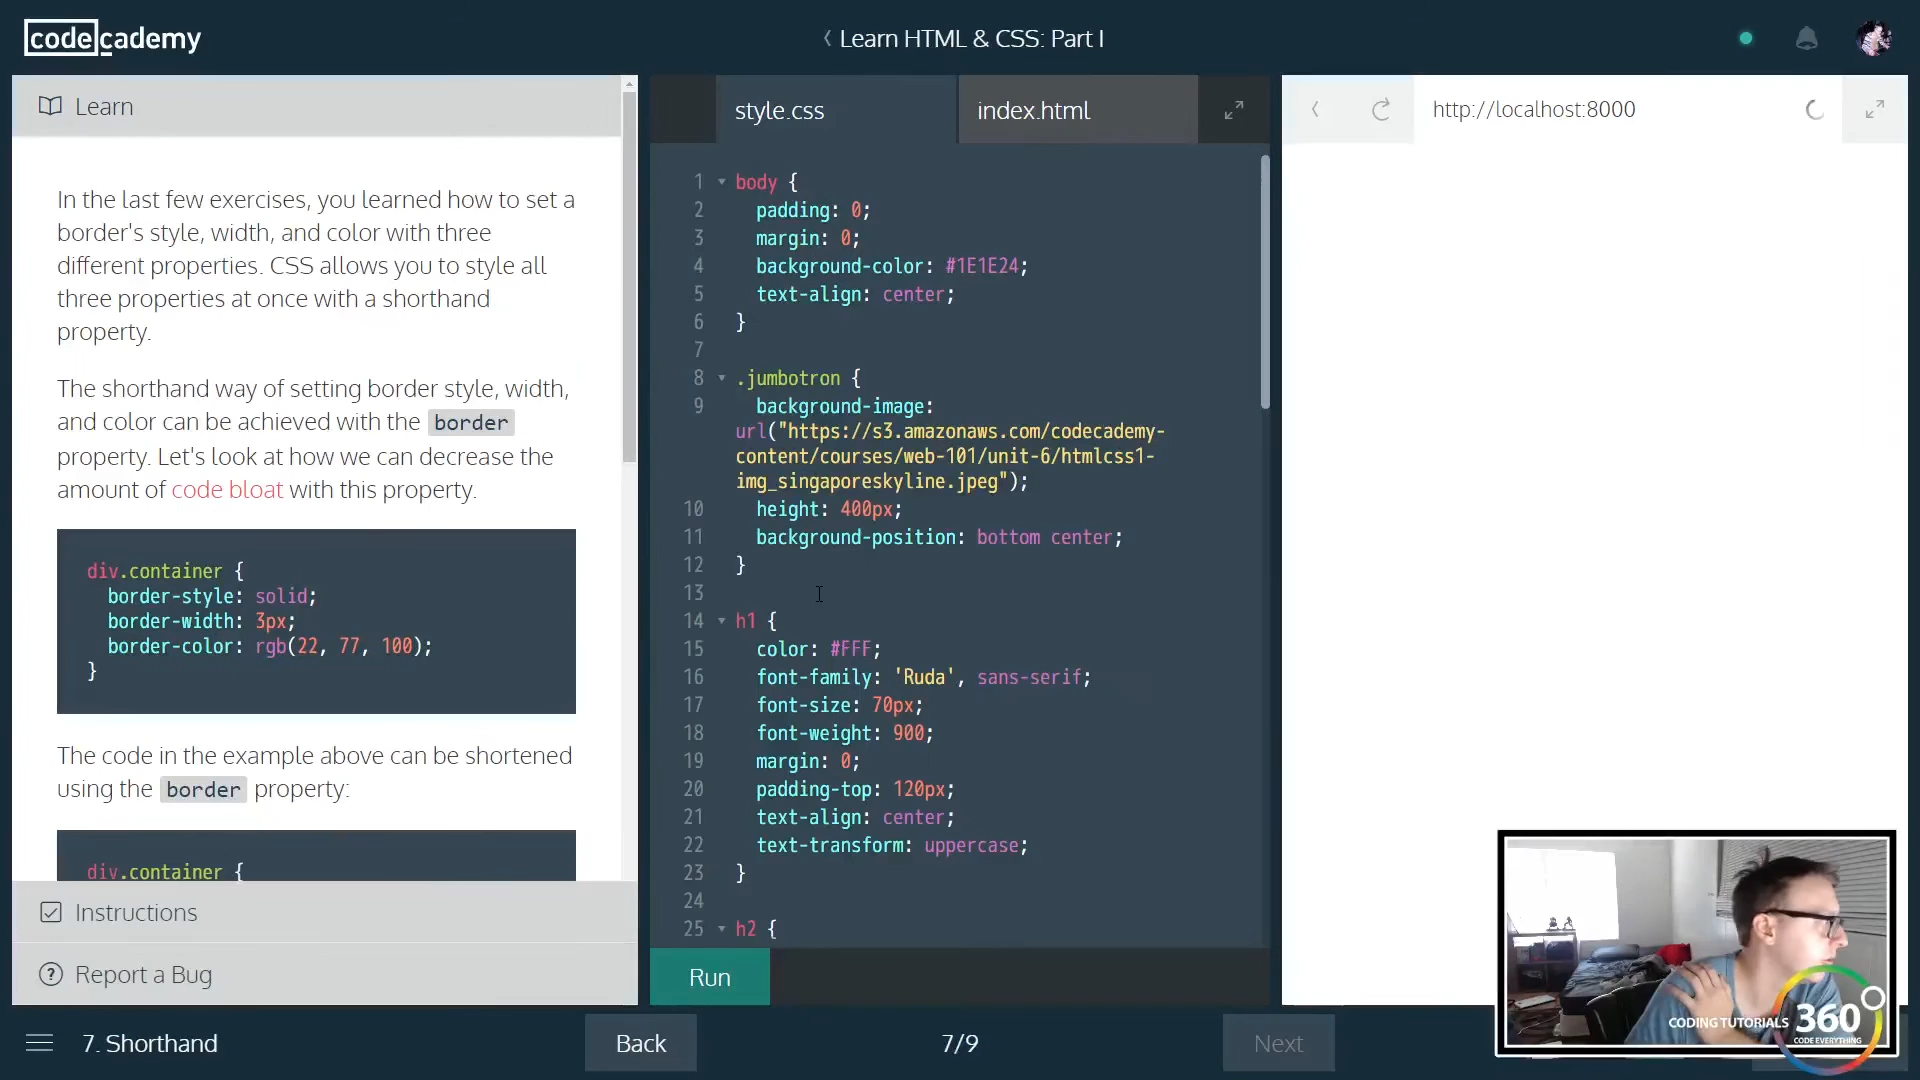 codecademy
Learn HTML & CSS: Part I
Learn
In the last few exercises, you learned how to set a
border's style, width, and color with three
different properties. CSS allows you to style all
three properties at once with a shorthand
property.
The shorthand way of setting border style, width,
and color can be achieved with the border
property. Let's look at how we can decrease the
amount of code bloat with this property.
div.container {
border-style: solid;
border-width: 3px;
border-color: rgb(22, 77, 100);
}
The code in the example above can be shortened
using the border property:
div.container {
Instructions
Report a Bug
style.css
index.html
1 body {
2 padding: 0;
3 margin: 0;
4 background-color: #1E1E24;
5 text-align: center;
6 }
7
8 .jumbotron {
9 background-image:
url("https://s3.amazonaws.com/codecademy-
content/courses/web-101/unit-6/htmlcss1-
img_singaporeskyline.jpeg");
10 height: 400px;
11 background-position: bottom center;
12 }
13
14 h1 {
15 color: #FFF;
16 font-family: 'Ruda', sans-serif;
17 font-size: 70px;
18 font-weight: 900;
19 margin: 0;
20 padding-top: 120px;
21 text-align: center;
22 text-transform: uppercase;
23 }
24
25 h2 {
Run
http://localhost:8000
CODING TUTORIALS 360
CODE EVERYTHING
7. Shorthand
Back
7/9
Next